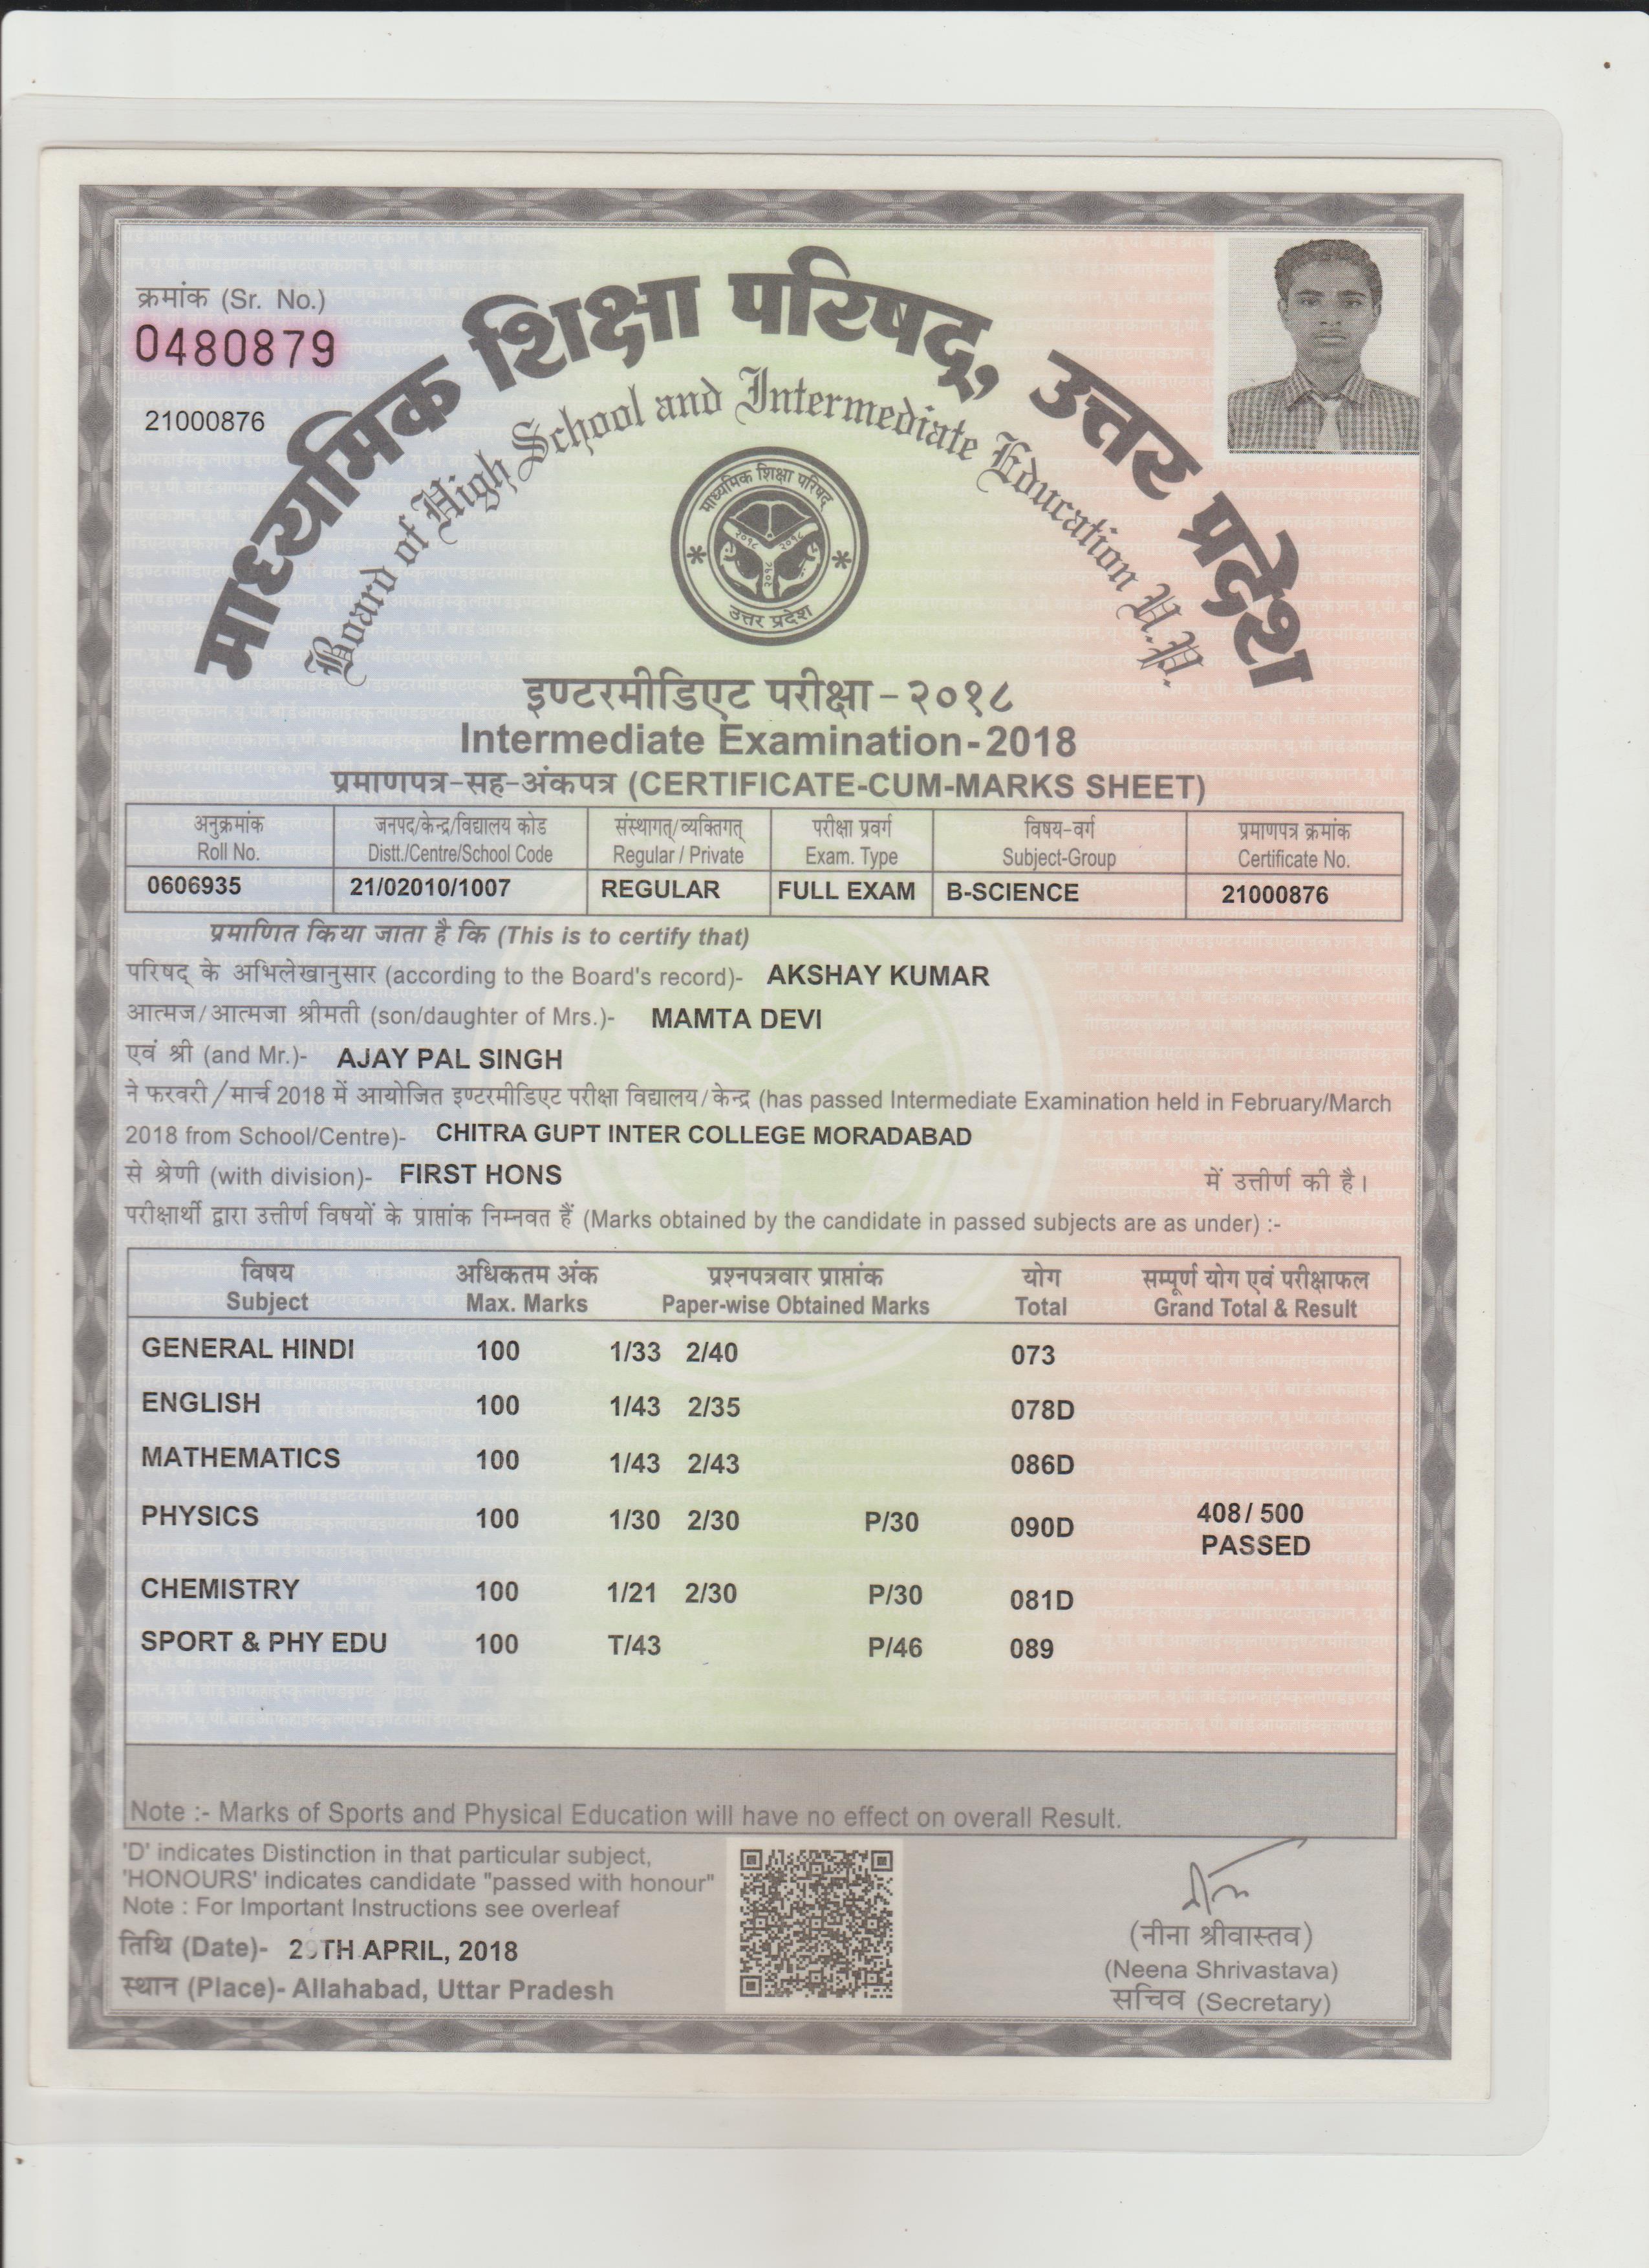 क्रमांक (Sr. No.)
0480879
21000876
माध्यमिक शिक्षा परिषद्, उत्तर प्रदेश
Board of High School and Intermediate Education U.P.
माध्यमिक शिक्षा परिषद्
२०१८ २०१८
२०१८
उत्तर प्रदेश
इण्टरमीडिएट परीक्षा-२०१८
Intermediate Examination-2018
प्रमाणपत्र-सह-अंकपत्र (CERTIFICATE-CUM-MARKS SHEET)
अनुक्रमांक जनपद/केन्द्र/विद्यालय कोड संस्थागत्/व्यक्तिगत् परीक्षा प्रवर्ग विषय-वर्ग प्रमाणपत्र क्रमांक
Roll No. Distt./Centre/School Code Regular / Private Exam. Type Subject-Group Certificate No.
0606935 21/02010/1007 REGULAR FULL EXAM B-SCIENCE 21000876
प्रमाणित किया जाता है कि (This is to certify that)
परिषद् के अभिलेखानुसार (according to the Board's record)- AKSHAY KUMAR
आत्मज/आत्मजा श्रीमती (son/daughter of Mrs.)- MAMTA DEVI
एवं श्री (and Mr.)- AJAY PAL SINGH
ने फरवरी/मार्च 2018 में आयोजित इण्टरमीडिएट परीक्षा विद्यालय/केन्द्र (has passed Intermediate Examination held in February/March
2018 from School/Centre)- CHITRA GUPT INTER COLLEGE MORADABAD
से श्रेणी (with division)- FIRST HONS में उत्तीर्ण की है।
परीक्षार्थी द्वारा उत्तीर्ण विषयों के प्राप्तांक निम्नवत हैं (Marks obtained by the candidate in passed subjects are as under) :-
विषय अधिकतम अंक प्रश्नपत्रवार प्राप्तांक योग सम्पूर्ण योग एवं परीक्षाफल
Subject Max. Marks Paper-wise Obtained Marks Total Grand Total & Result
GENERAL HINDI 100 1/33 2/40 073
ENGLISH 100 1/43 2/35 078D
MATHEMATICS 100 1/43 2/43 086D
PHYSICS 100 1/30 2/30 P/30 090D 408/ 500
PASSED
CHEMISTRY 100 1/21 2/30 P/30 081D
SPORT & PHY EDU 100 T/43 P/46 089
Note :- Marks of Sports and Physical Education will have no effect on overall Result.
'D' indicates Distinction in that particular subject,
'HONOURS' indicates candidate "passed with honour"
Note : For Important Instructions see overleaf
तिथि (Date)- APRIL, 2018
स्थान (Place)- Allahabad, Uttar Pradesh
(नीना श्रीवास्तव)
(Neena Shrivastava)
सचिव (Secretary)